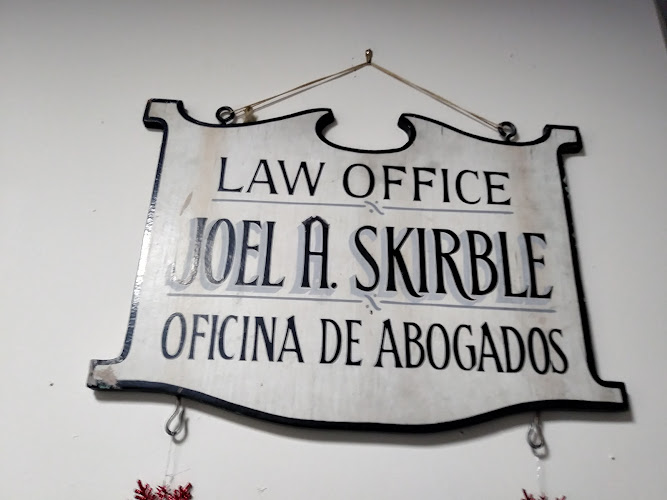 LAW OFFICE
JOEL A. SKIRBLE
OFICINA DE ABOGADOS